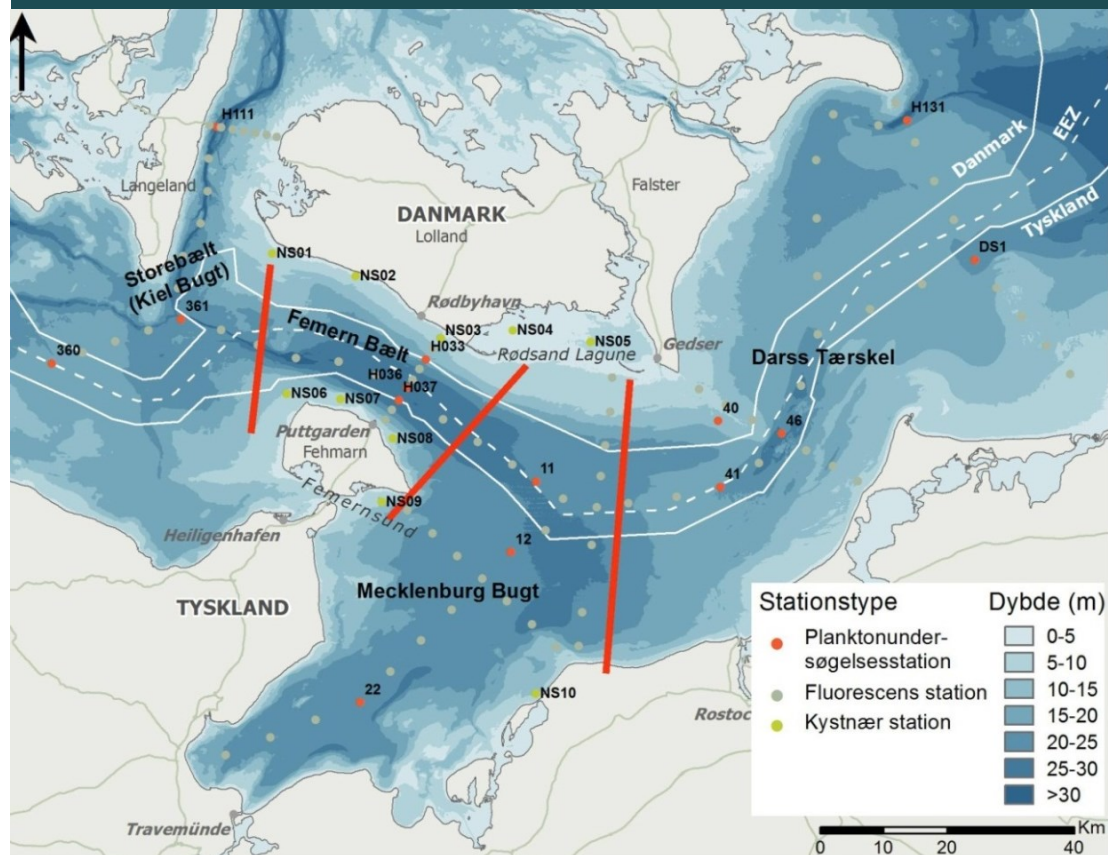 H111
H131
Danmark
EEZ
Tyskland
Langeland
DANMARK
Lolland
Falster
DS1
NS01
NS02
Storebælt
(Kiel Bugt)
361
360
Rødbyhavn
Femern Bælt
NS03
NS04
NS05
H033
Rødsand Lagune
Gedser
Darss Tærskel
H036
H037
NS06
NS07
40
46
Puttgarden
Fehmarn
NS08
11
41
NS09
Femernsund
Heiligenhafen
12
Mecklenburg Bugt
TYSKLAND
22
NS10
Rostoc
Travemünde
Stationstype
Planktonunder-
søgelsesstation
Fluorescens station
Kystnær station
Dybde (m)
0-5
5-10
10-15
15-20
20-25
25-30
>30
Km
0 10 20 40